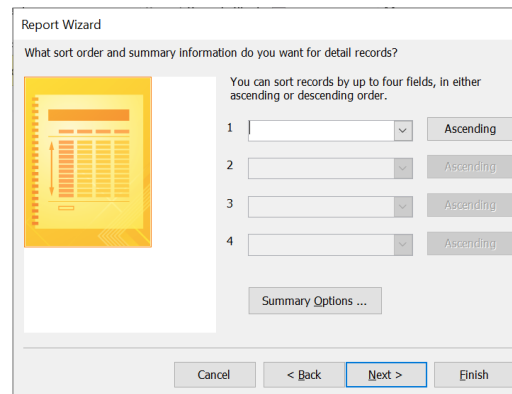 Report Wizard
What sort order and summary information do you want for detail records?
You can sort records by up to four fields, in either
ascending or descending order.
1 Ascending
2 Ascending
3 Ascending
4 Ascending
Summary Options ...
Cancel < Back Next > Finish